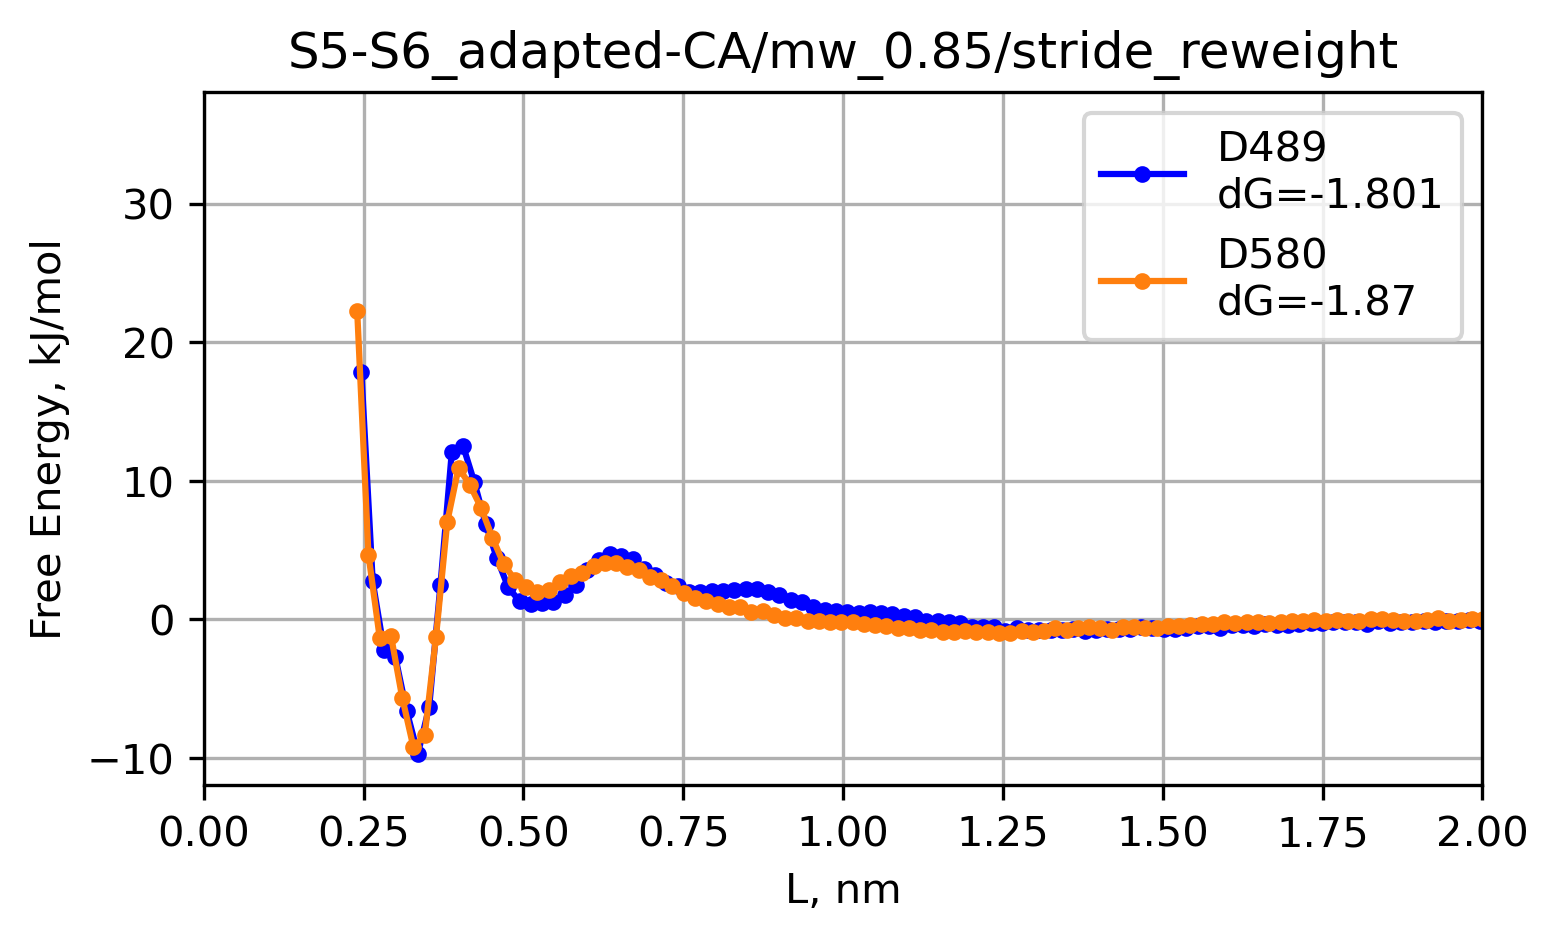 S5-S6_adapted-CA/mw_0.85/stride_reweight
D489
dG=-1.801
D580
dG=-1.87
Free Energy, kJ/mol
30
20
10
0
−10
0.00 0.25 0.50 0.75 1.00 1.25 1.50 1.75 2.00
L, nm